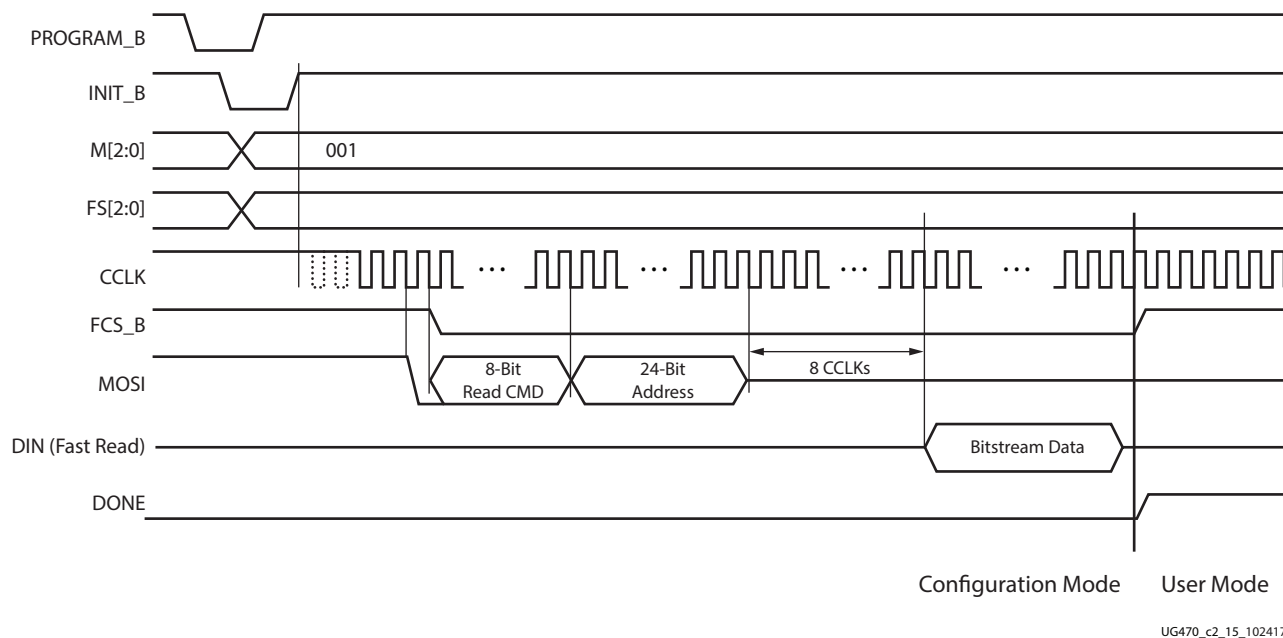 PROGRAM_B
INIT_B
M[2:0]
001
FS[2:0]
CCLK
... ... ... ...
FCS_B
MOSI
8-Bit
Read CMD
24-Bit
Address
8 CCLKs
DIN (Fast Read)
Bitstream Data
DONE
Configuration Mode
User Mode
UG470_c2_15_102417